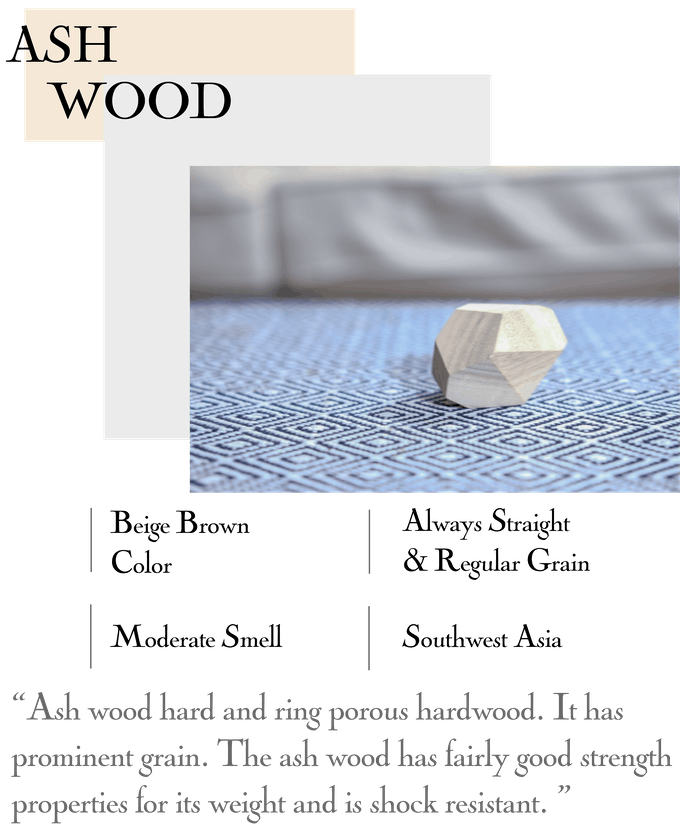 ASH
WOOD
Beige Brown
Color
Always Straight
& Regular Grain
Moderate Smell
Southwest Asia
“Ash wood hard and ring porous hardwood. It has
prominent grain. The ash wood has fairly good strength
properties for its weight and is shock resistant. ”